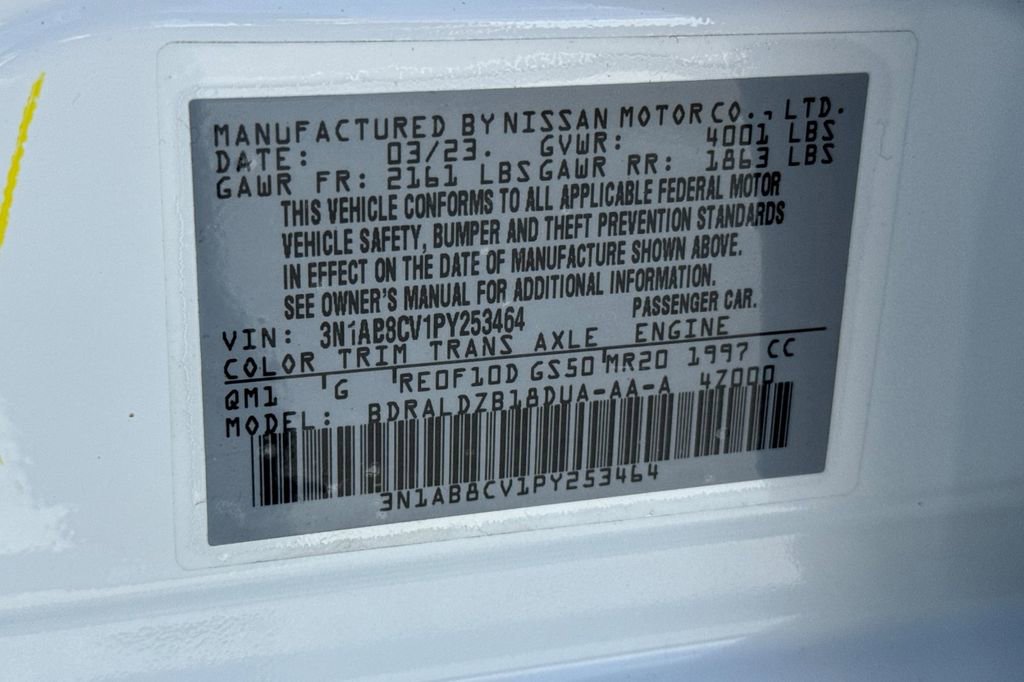 MANUFACTURED BY NISSAN MOTOR CO., LTD.
DATE: 03/23. GVWR: 4001 LBS
GAWR FR: 2161 LBS GAWR RR: 1863 LBS
THIS VEHICLE CONFORMS TO ALL APPLICABLE FEDERAL MOTOR
VEHICLE SAFETY, BUMPER AND THEFT PREVENTION STANDARDS
IN EFFECT ON THE DATE OF MANUFACTURE SHOWN ABOVE.
SEE OWNER'S MANUAL FOR ADDITIONAL INFORMATION.
VIN: 3N1AB8CV1PY253464 PASSENGER CAR.
COLOR TRIM TRANS AXLE ENGINE
QM1 G RE0F10D GS50 MR20 1997 CC
MODEL: BDRALDZB18DUA-AA-A 4Z000
3N1AB8CV1PY253464